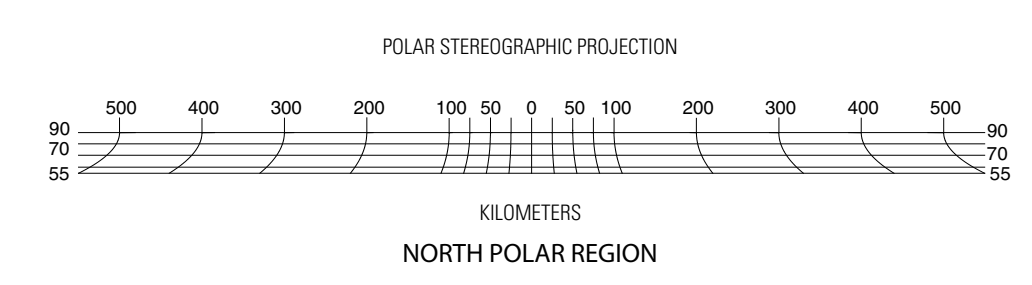 POLAR STEREOGRAPHIC PROJECTION
500 400 300 200 100 50 0 50 100 200 300 400 500
90 90
70 70
55 55
KILOMETERS
NORTH POLAR REGION